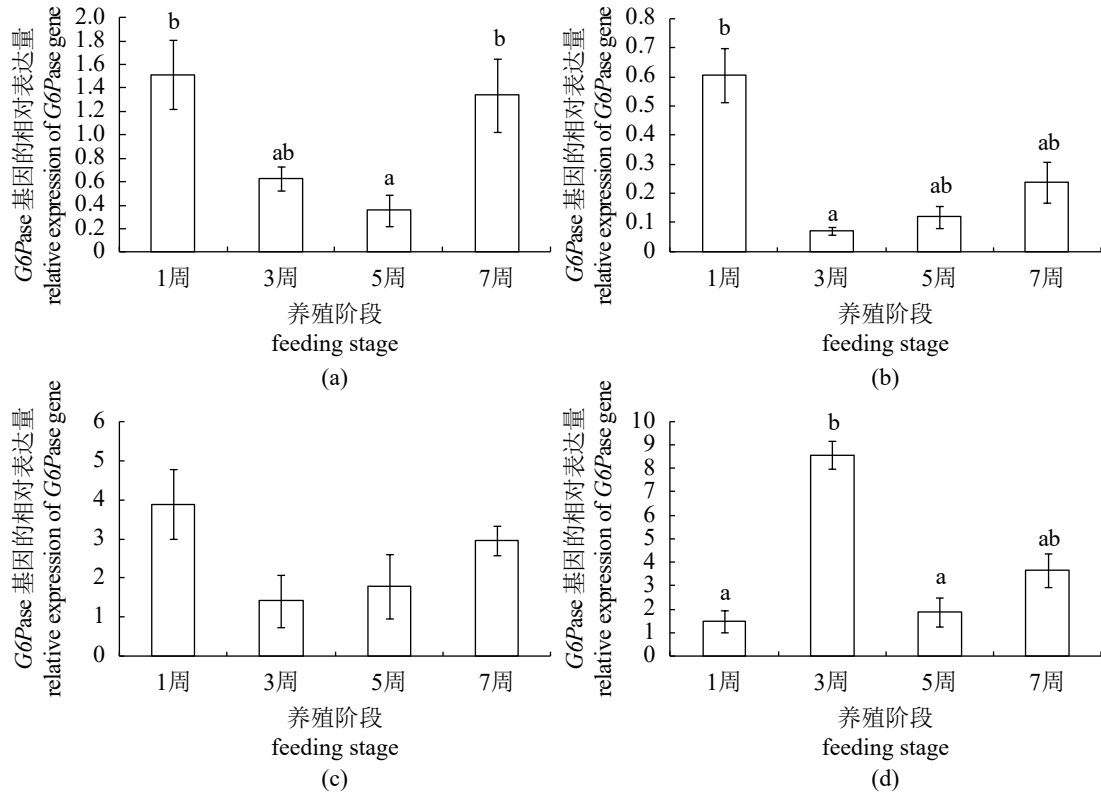 G6Pase 基因的相对表达量
relative expression of G6Pase gene
2.0
1.8
1.6
1.4
1.2
1.0
0.8
0.6
0.4
0.2
0
b
ab
a
b
1周
3周
5周
7周
养殖阶段
feeding stage
(a)
G6Pase 基因的相对表达量
relative expression of G6Pase gene
0.8
0.7
0.6
0.5
0.4
0.3
0.2
0.1
0
b
a
ab
ab
1周
3周
5周
7周
养殖阶段
feeding stage
(b)
G6Pase 基因的相对表达量
relative expression of G6Pase gene
6
5
4
3
2
1
0
1周
3周
5周
7周
养殖阶段
feeding stage
(c)
G6Pase 基因的相对表达量
relative expression of G6Pase gene
10
9
8
7
6
5
4
3
2
1
0
a
b
a
ab
1周
3周
5周
7周
养殖阶段
feeding stage
(d)